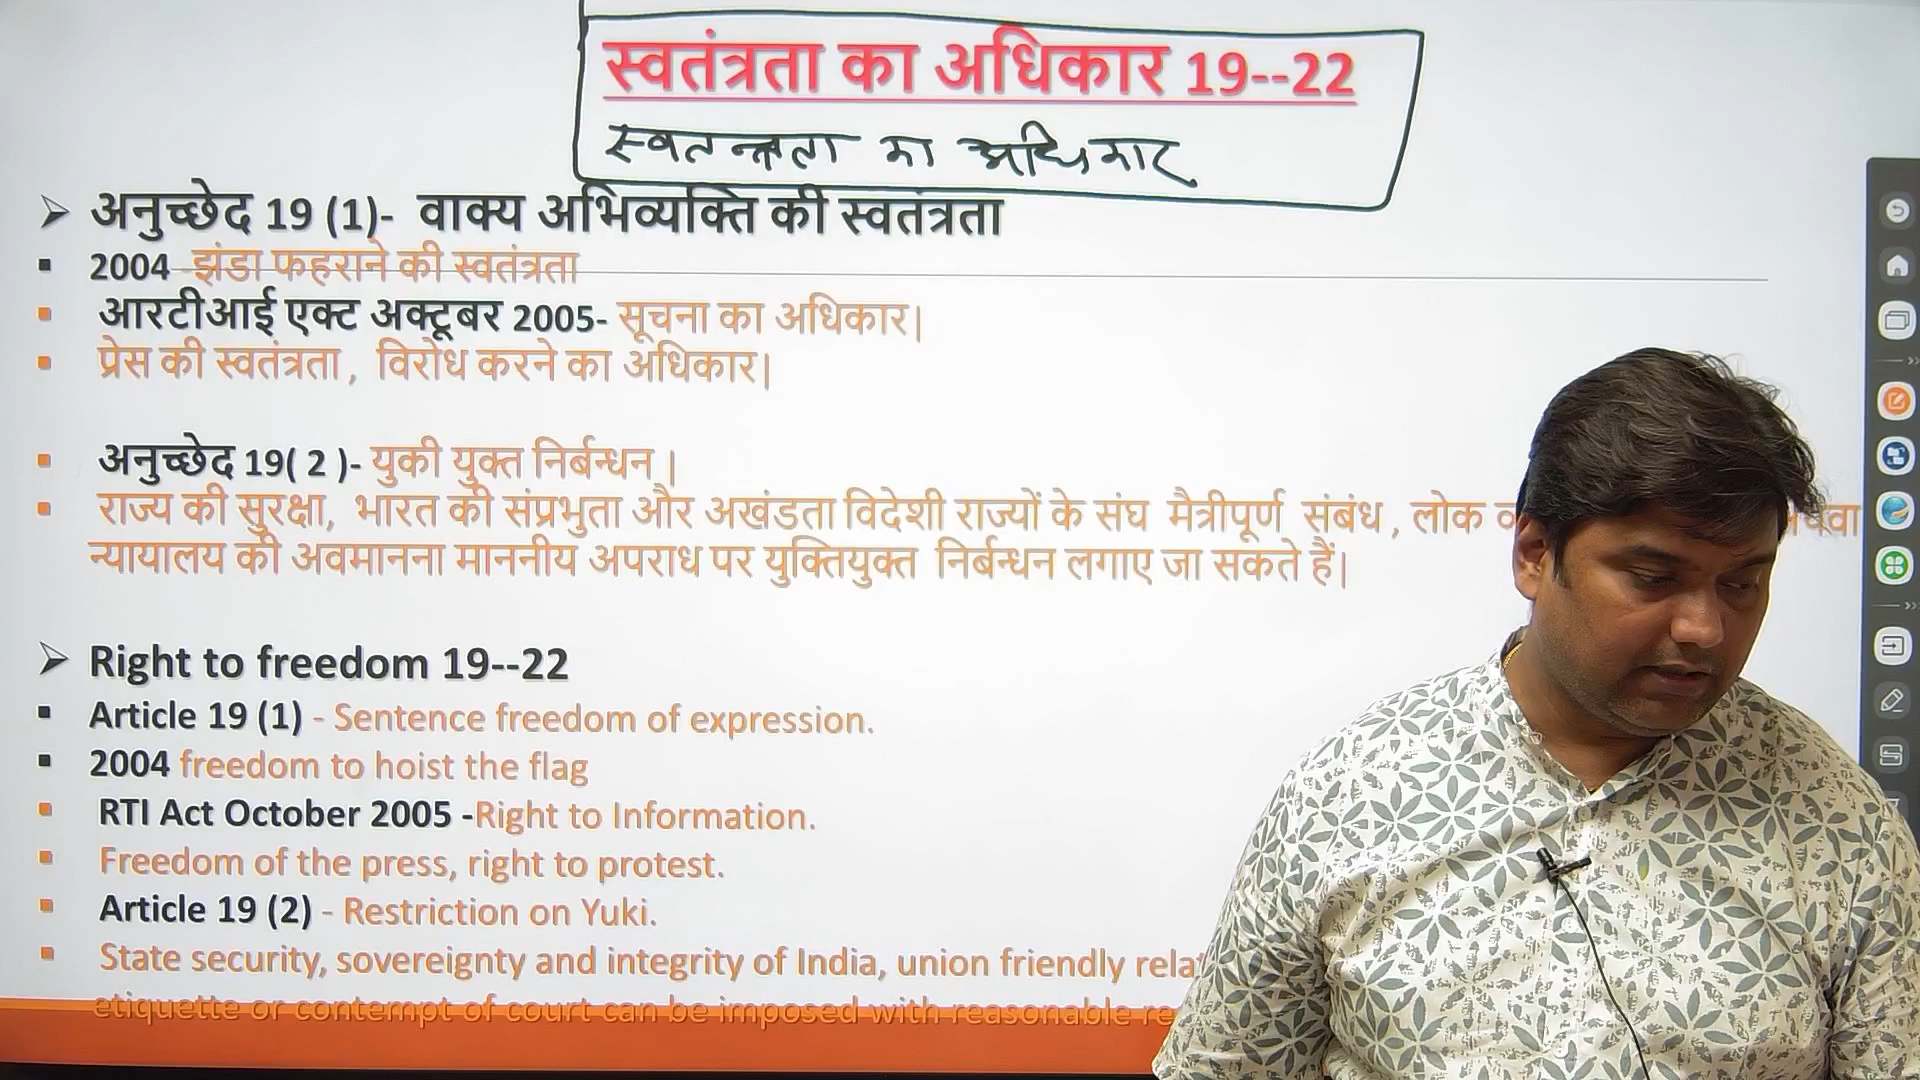 स्वतंत्रता का अधिकार 19--22
स्वतन्त्रता का अधिकार
अनुच्छेद 19 (1)- वाक्य अभिव्यक्ति की स्वतंत्रता
2004 -झंडा फहराने की स्वतंत्रता
आरटीआई एक्ट अक्टूबर 2005- सूचना का अधिकार|
प्रेस की स्वतंत्रता , विरोध करने का अधिकार|
अनुच्छेद 19( 2 )- युकी युक्त निर्बन्धन |
राज्य की सुरक्षा, भारत की संप्रभुता और अखंडता विदेशी राज्यों के संघ मैत्रीपूर्ण संबंध , लोक
न्यायालय की अवमानना माननीय अपराध पर युक्तियुक्त निर्बन्धन लगाए जा सकते हैं|
Right to freedom 19--22
Article 19 (1) - Sentence freedom of expression.
2004 freedom to hoist the flag
RTI Act October 2005 -Right to Information.
Freedom of the press, right to protest.
Article 19 (2) - Restriction on Yuki.
State security, sovereignty and integrity of India, union friendly
etiquette or contempt of court can be imposed with reasonable